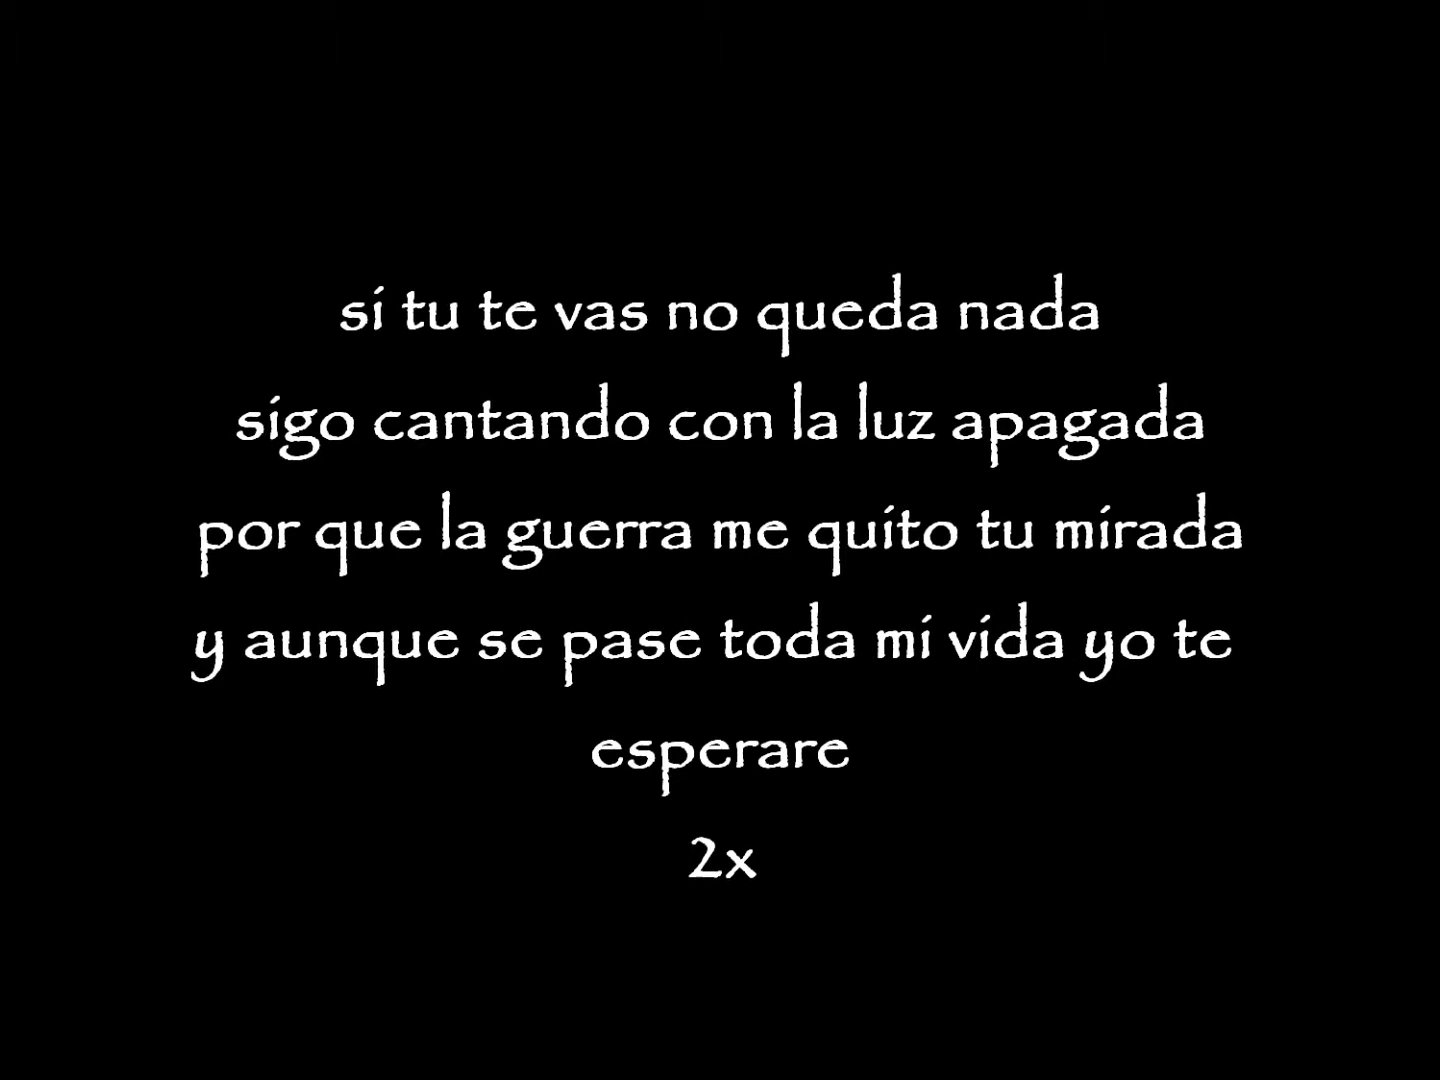 si tu te vas no queda nada
sigo cantando con la luz apagada
por que la guerra me quito tu mirada
y aunque se pase toda mi vida yo te
esperare
2x